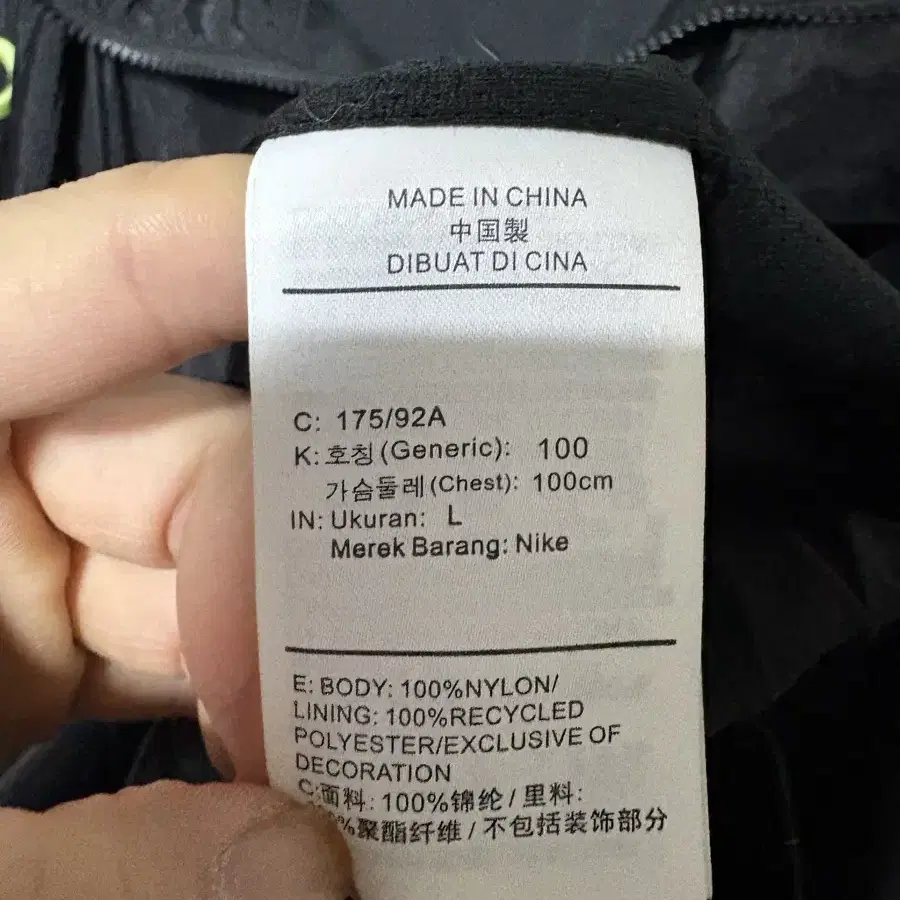 MADE IN CHINA
中国製
DIBUAT DI CINA
C: 175/92A
K: 호칭 (Generic): 100
가슴둘레 (Chest): 100cm
IN: Ukuran: L
Merek Barang: Nike
E: BODY: 100%NYLON/
LINING: 100%RECYCLED
POLYESTER/EXCLUSIVE OF
DECORATION
C:面料: 100%锦纶 / 里料:
%聚酯纤维 / 不包括装饰部分